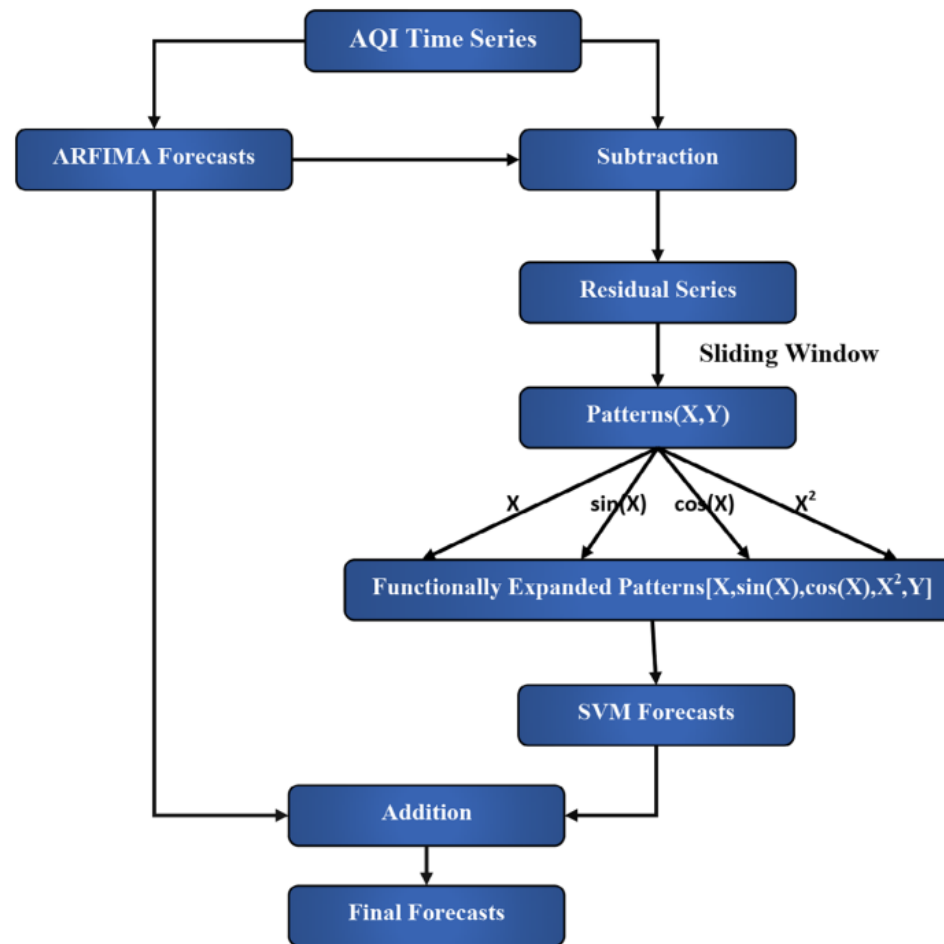 AQI Time Series
ARFIMA Forecasts
Subtraction
Residual Series
Sliding Window
Patterns(X,Y)
X
sin(X)
cos(X)
X²
Functionally Expanded Patterns[X,sin(X),cos(X),X²,Y]
SVM Forecasts
Addition
Final Forecasts